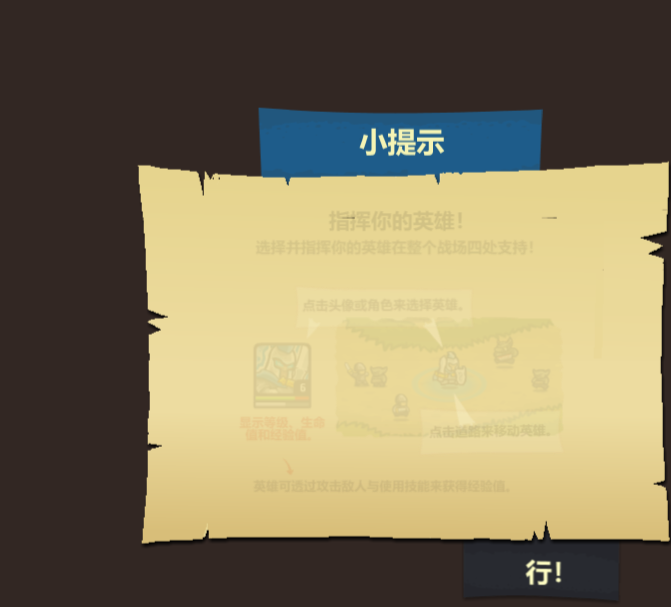 小提示
指挥你的英雄！
选择并指挥你的英雄在整个战场四处支持！
点击头像或角色来选择英雄。
显示等级，生命
值和经验值。
点击道路来移动英雄。
英雄可透过攻击敌人与使用技能来获得经验值。
行！